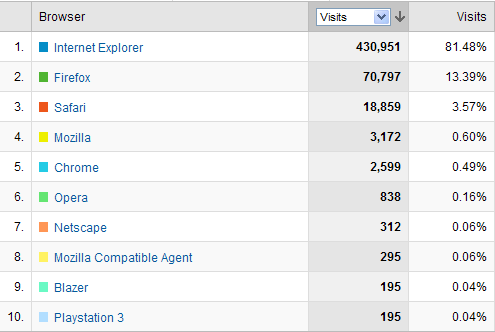 Browser Visits Visits
1. Internet Explorer 430,951 81.48%
2. Firefox 70,797 13.39%
3. Safari 18,859 3.57%
4. Mozilla 3,172 0.60%
5. Chrome 2,599 0.49%
6. Opera 838 0.16%
7. Netscape 312 0.06%
8. Mozilla Compatible Agent 295 0.06%
9. Blazer 195 0.04%
10. Playstation 3 195 0.04%